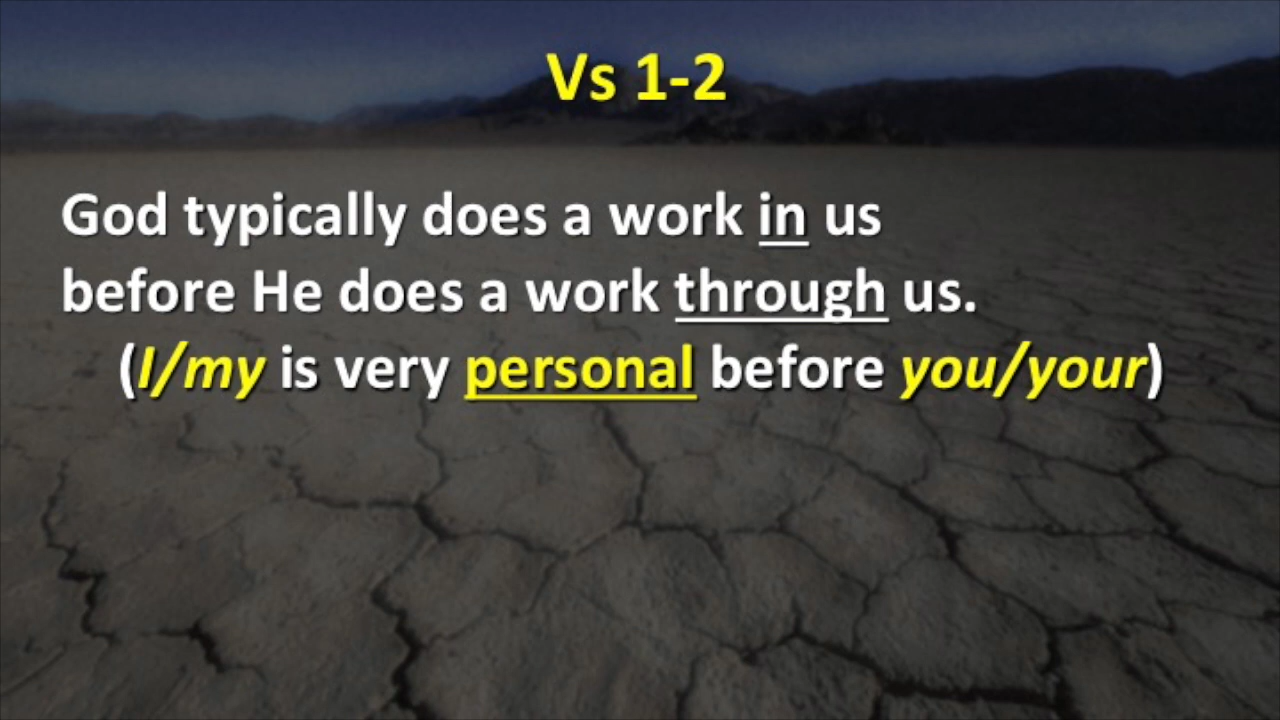 Vs 1-2
God typically does a work in us
before He does a work through us.
(I/my is very personal before you/your)